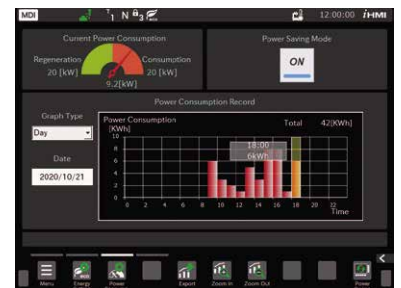 MDI T1 N B3 12:00:00 iHMI
Current Power Consumption
Power Saving Mode
Regeneration
20 [kW]
Consumption
20 [kW]
9.2[kW]
ON
Power Consumption Record
Graph Type
Day
Date
2020/10/21
Power Consumption
[KWh]
Total 42[KWh]
10
8
6
4
2
0
18:00
6kWh
0 2 4 6 8 10 12 14 16 18 20 22
Time
Menu
Energy
Power
Export
Zoom In
Zoom Out
Power